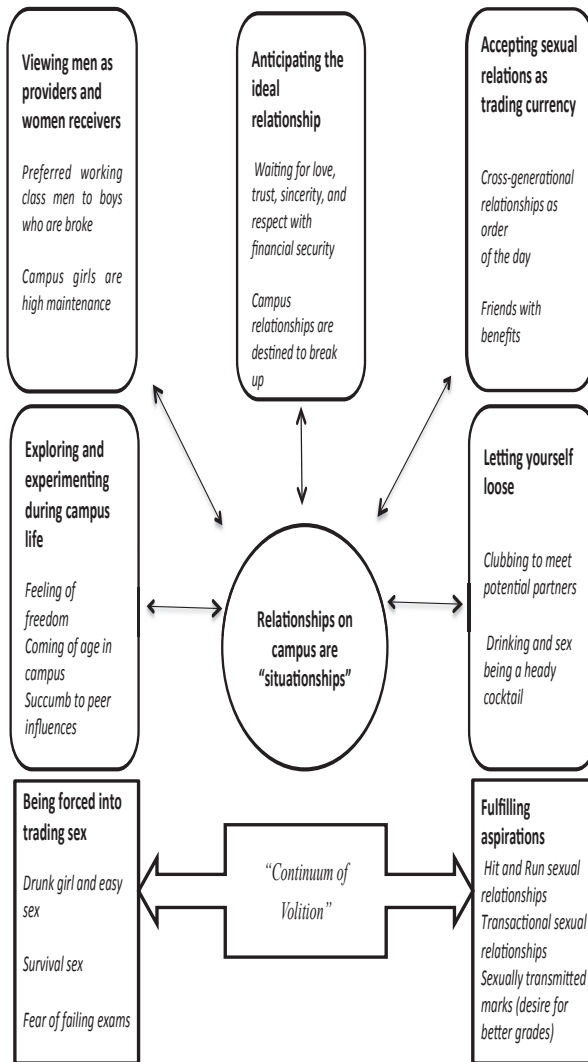 Viewing men as
providers and
women receivers
Preferred working
class men to boys
who are broke
Campus girls are
high maintenance
Anticipating the
ideal
relationship
Waiting for love,
trust, sincerity, and
respect with
financial security
Campus
relationships are
destined to break
up
Accepting sexual
relations as
trading currency
Cross-generational
relationships as
order
of the day
Friends with
benefits
Exploring and
experimenting
during campus
life
Feeling of
freedom
Coming of age in
campus
Succumb to peer
influences
Relationships on
campus are
“situationships”
Letting yourself
loose
Clubbing to meet
potential partners
Drinking and sex
being a heady
cocktail
Being forced into
trading sex
Drunk girl and easy
sex
Survival sex
Fear of failing exams
“Continuum of
Volition”
Fulfilling
aspirations
Hit and Run sexual
relationships
Transactional sexual
relationships
Sexually transmitted
marks (desire for
better grades)